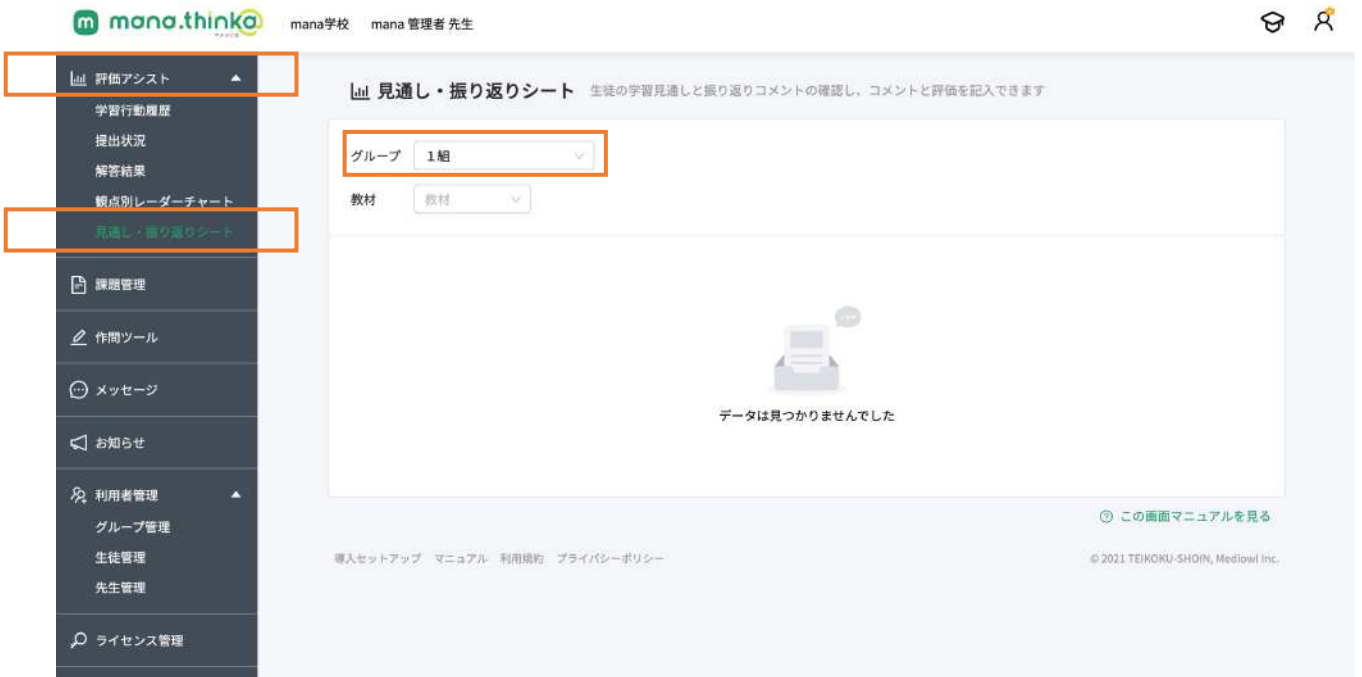 mana.thinka
マナシンカ
mana学校 mana 管理者 先生
評価アシスト
学習行動履歴
提出状況
解答結果
観点別レーダーチャート
見通し・振り返りシート
課題管理
作問ツール
メッセージ
お知らせ
利用者管理
グループ管理
生徒管理
先生管理
ライセンス管理
見通し・振り返りシート 生徒の学習見通しと振り返りコメントの確認し、コメントと評価を記入できます
グループ 1組
教材 教材
データは見つかりませんでした
この画面マニュアルを見る
導入セットアップ マニュアル 利用規約 プライバシーポリシー
© 2021 TEIKOKU-SHOIN, Mediowl Inc.